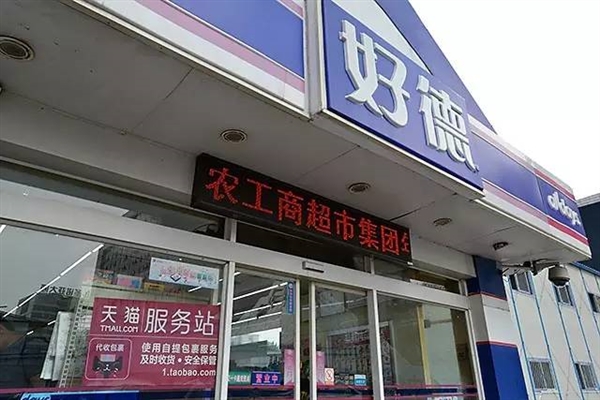 好德
alldays
农工商超市集团
天猫
TMALL.COM
服务站
代收包裹
使用自提包裹服务
及时收货·安全保管
1.taobao.com
营业中